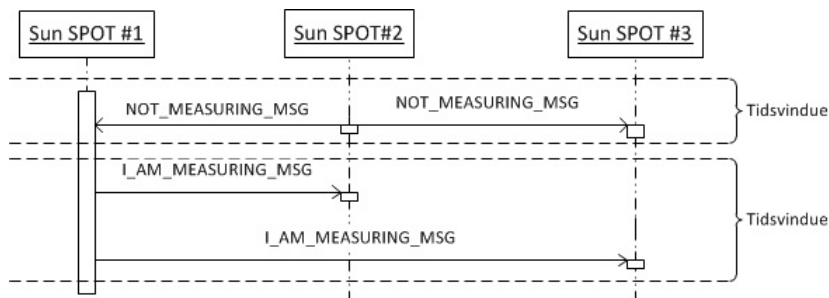 Sun SPOT #1
Sun SPOT#2
Sun SPOT #3
NOT_MEASURING_MSG
NOT_MEASURING_MSG
Tidsvindue
I_AM_MEASURING_MSG
I_AM_MEASURING_MSG
Tidsvindue